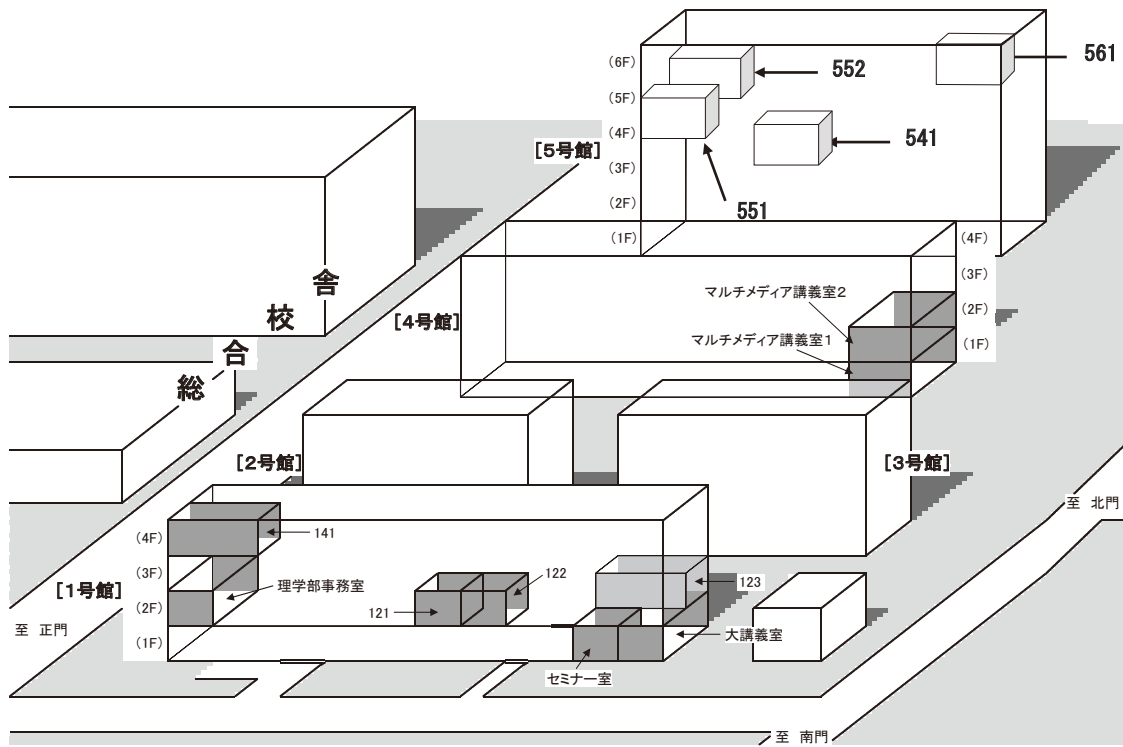 (6F)
(5F)
(4F)
(3F)
(2F)
(1F)
552
561
541
551
[5号館]
(4F)
(3F)
(2F)
(1F)
マルチメディア講義室2
マルチメディア講義室1
[4号館]
総合校舎
[2号館]
[3号館]
至 北門
(4F)
(3F)
(2F)
(1F)
141
[1号館]
理学部事務室
121
122
123
大講義室
セミナー室
至 正門
至 南門